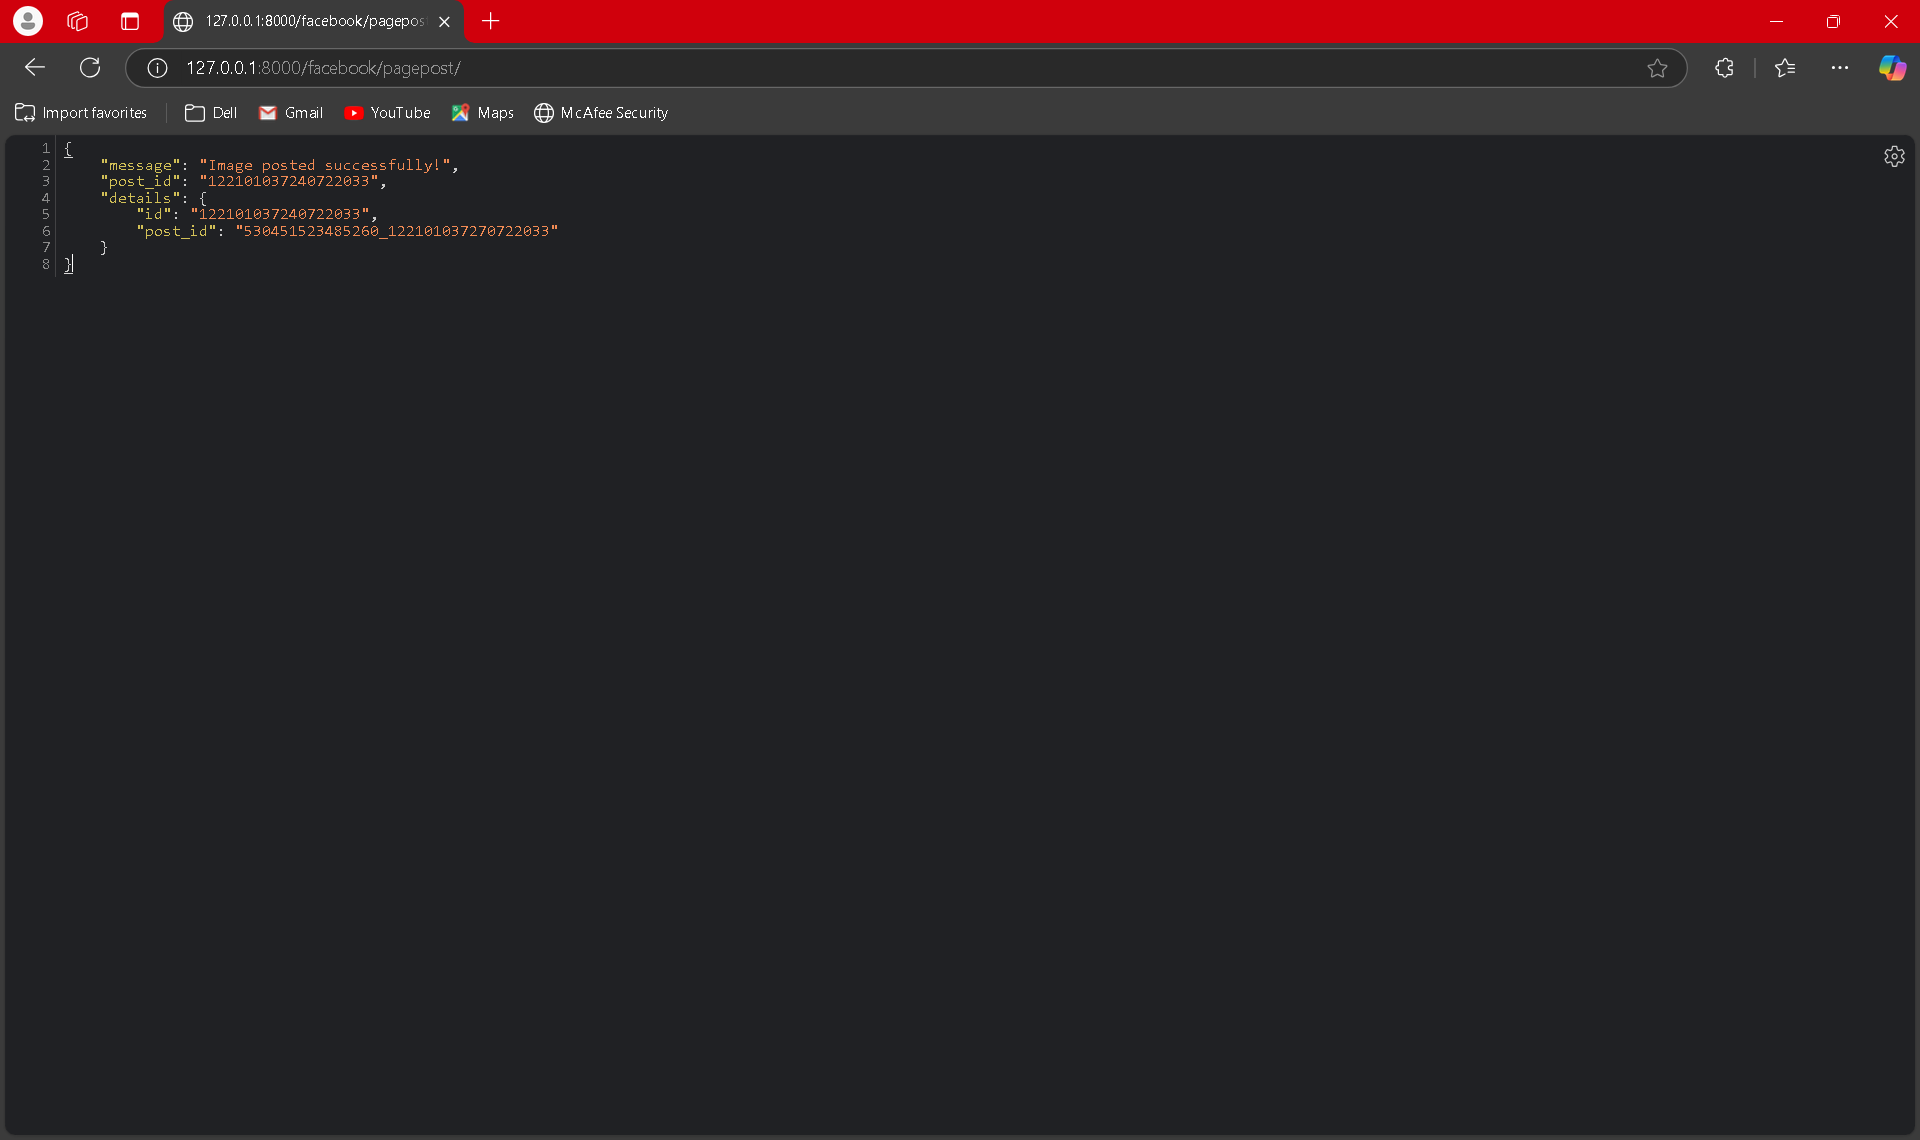 127.0.0.1:8000/facebook/pagepos
127.0.0.1:8000/facebook/pagepost/
Import favorites Dell Gmail YouTube Maps McAfee Security
1 {
2 "message": "Image posted successfully!",
3 "post_id": "122101037240722033",
4 "details": {
5 "id": "122101037240722033",
6 "post_id": "530451523485260_122101037270722033"
7 }
8 }